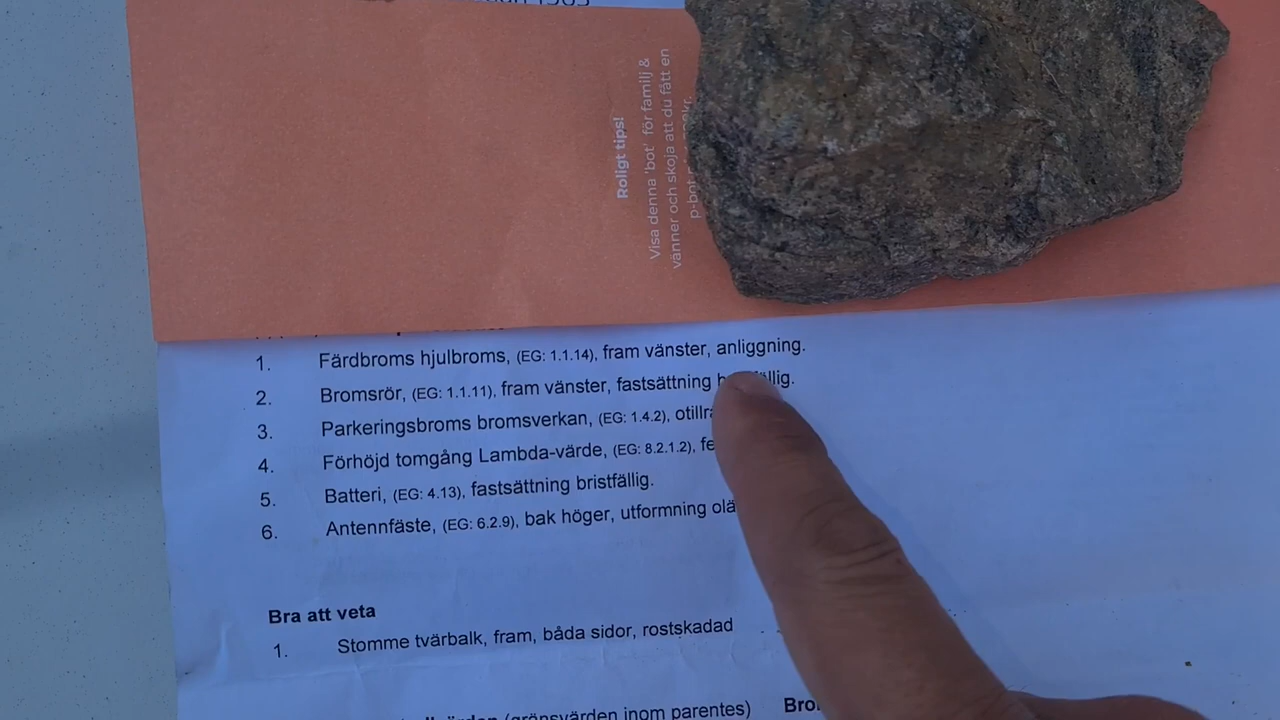 Roligt tips!
Visa denna 'bot' för familj &
vänner och skoja att du fått en
1. Färdbroms hjulbroms, (EG: 1.1.14), fram vänster, anliggning.
2. Bromsrör, (EG: 1.1.11), fram vänster, fastsättning
3. Parkeringsbroms bromsverkan, (EG: 1.4.2),
4. Förhöjd tomgång Lambda-värde, (EG: 8.2.1.2),
5. Batteri, (EG: 4.13), fastsättning bristfällig.
6. Antennfäste, (EG: 6.2.9), bak höger, utformning
Bra att veta
1. Stomme tvärbalk, fram, båda sidor, rostskadad
(gränsvärden inom parentes)